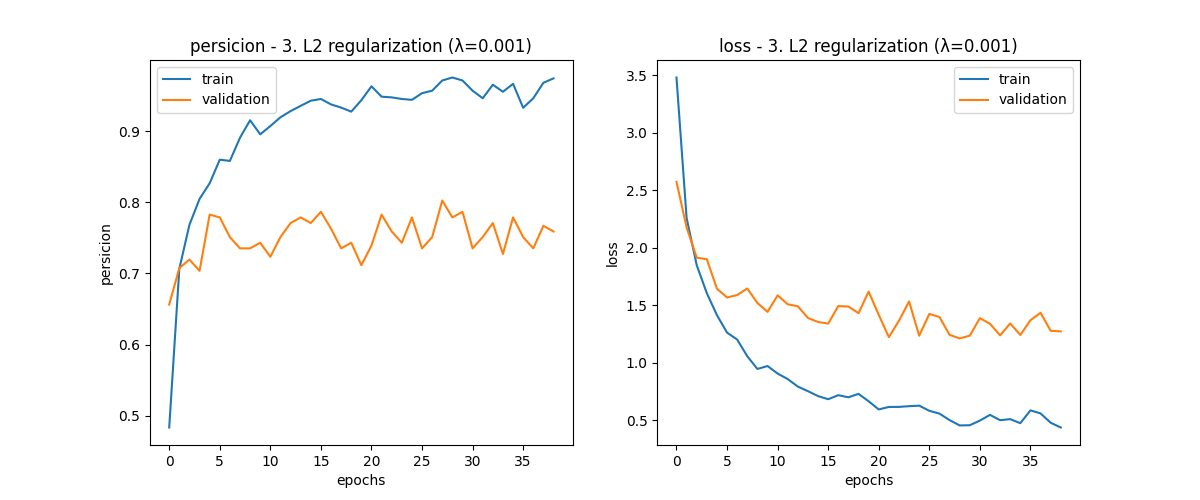 persicion - 3. L2 regularization (λ=0.001)
train
validation
0.9
0.8
0.7
0.6
0.5
persicion
0 5 10 15 20 25 30 35
epochs
loss - 3. L2 regularization (λ=0.001)
train
validation
3.5
3.0
2.5
2.0
1.5
1.0
0.5
loss
0 5 10 15 20 25 30 35
epochs